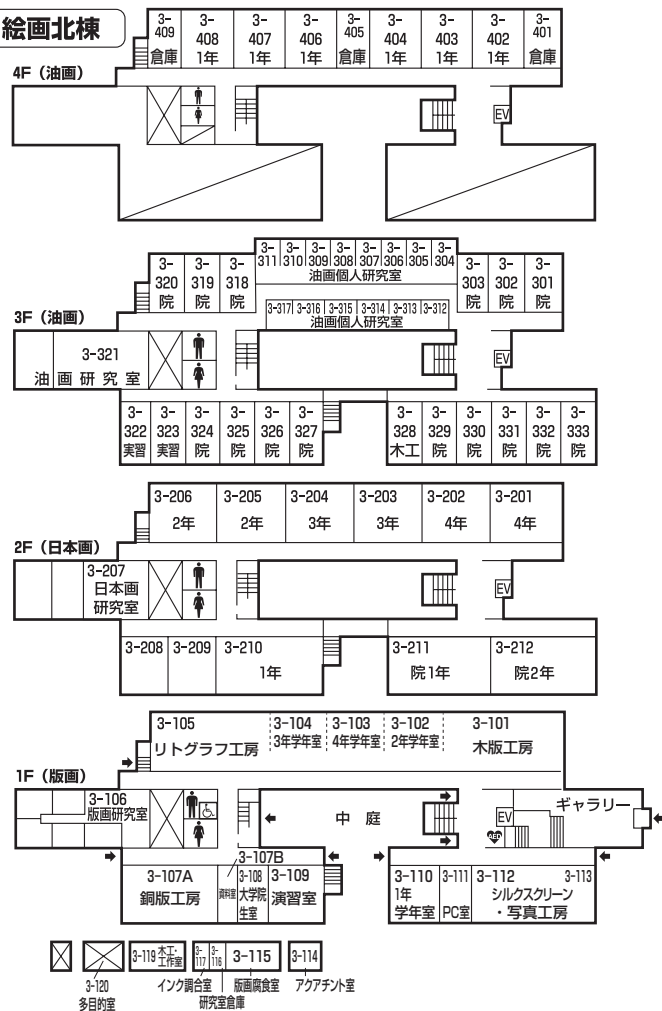 絵画北棟
4F（油画）
3-409 倉庫
3-408 1年
3-407 1年
3-406 1年
3-405 倉庫
3-404 1年
3-403 1年
3-402 1年
3-401 倉庫
EV
3F（油画）
3-320 院
3-319 院
3-318 院
3-311 3-310 3-309 3-308 3-307 3-306 3-305 3-304
油画個人研究室
3-303 院
3-302 院
3-301 院
3-317 3-316 3-315 3-314 3-313 3-312
油画個人研究室
3-321
油画研究室
EV
3-322 実習
3-323 実習
3-324 院
3-325 院
3-326 院
3-327 院
3-328 木工
3-329 院
3-330 院
3-331 院
3-332 院
3-333 院
2F（日本画）
3-206 2年
3-205 2年
3-204 3年
3-203 3年
3-202 4年
3-201 4年
3-207
日本画
研究室
EV
3-208
3-209
3-210 1年
3-211 院1年
3-212 院2年
1F（版画）
3-105 リトグラフ工房
3-104 3年学年室
3-103 4年学年室
3-102 2年学年室
3-101 木版工房
3-106
版画研究室
中庭
EV
AED
ギャラリー
3-107A 銅版工房
3-107B
資料室
3-108 大学院生室
3-109 演習室
3-110
1年
学年室
3-111
PC室
3-112
3-113
シルクスクリーン
・写真工房
3-120
多目的室
3-119 木工・工作室
3-117
インク調合室
3-116
研究室倉庫
3-115
版画腐食室
3-114
アクアチント室